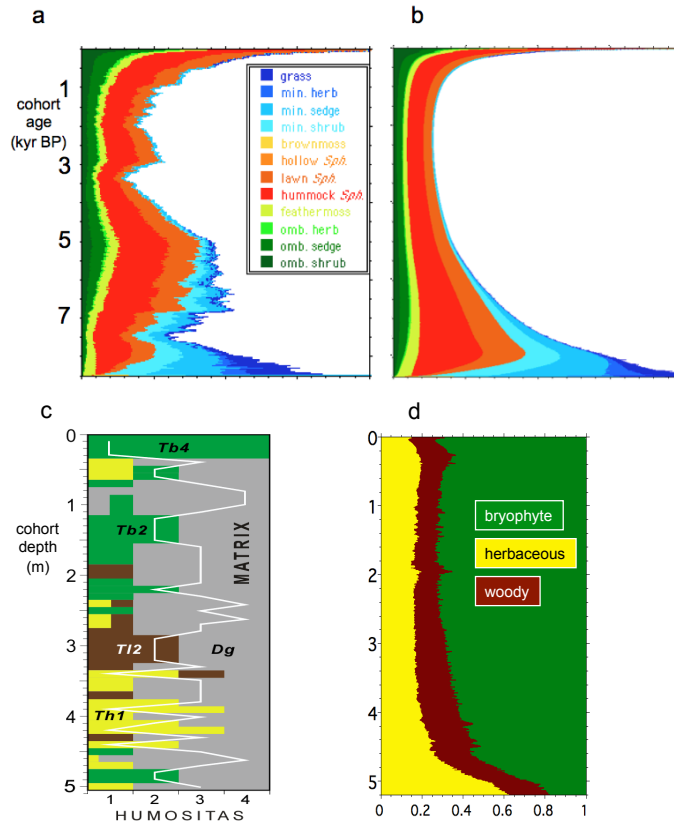 a
b
cohort
age
(kyr BP)
1
3
5
7
grass
min. herb
min. sedge
min. shrub
brownmoss
hollow Sph.
lawn Sph.
hummock Sph.
feathermoss
omb. herb
omb. sedge
omb. shrub
c
d
cohort
depth
(m)
0
1
2
3
4
5
Tb4
Tb2
MATRIX
Tl2
Dg
Th1
1 2 3 4
HUMOSITAS
0
1
2
3
4
5
bryophyte
herbaceous
woody
0 0.2 0.4 0.6 0.8 1